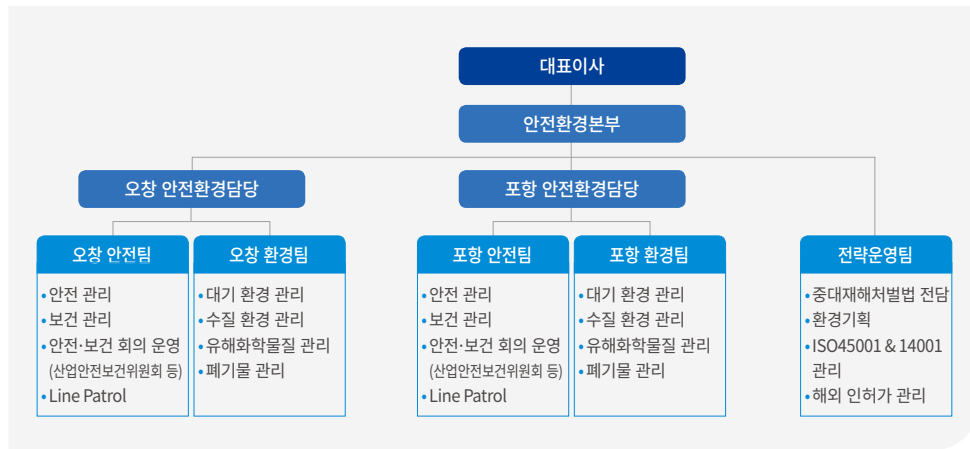 대표이사
안전환경본부
오창 안전환경담당
포항 안전환경담당
오창 안전팀
• 안전 관리
• 보건 관리
• 안전·보건 회의 운영
(산업안전보건위원회 등)
• Line Patrol
오창 환경팀
• 대기 환경 관리
• 수질 환경 관리
• 유해화학물질 관리
• 폐기물 관리
포항 안전팀
• 안전 관리
• 보건 관리
• 안전·보건 회의 운영
(산업안전보건위원회 등)
• Line Patrol
포항 환경팀
• 대기 환경 관리
• 수질 환경 관리
• 유해화학물질 관리
• 폐기물 관리
전략운영팀
• 중대재해처벌법 전담
• 환경기획
• ISO45001 & 14001
관리
• 해외 인허가 관리